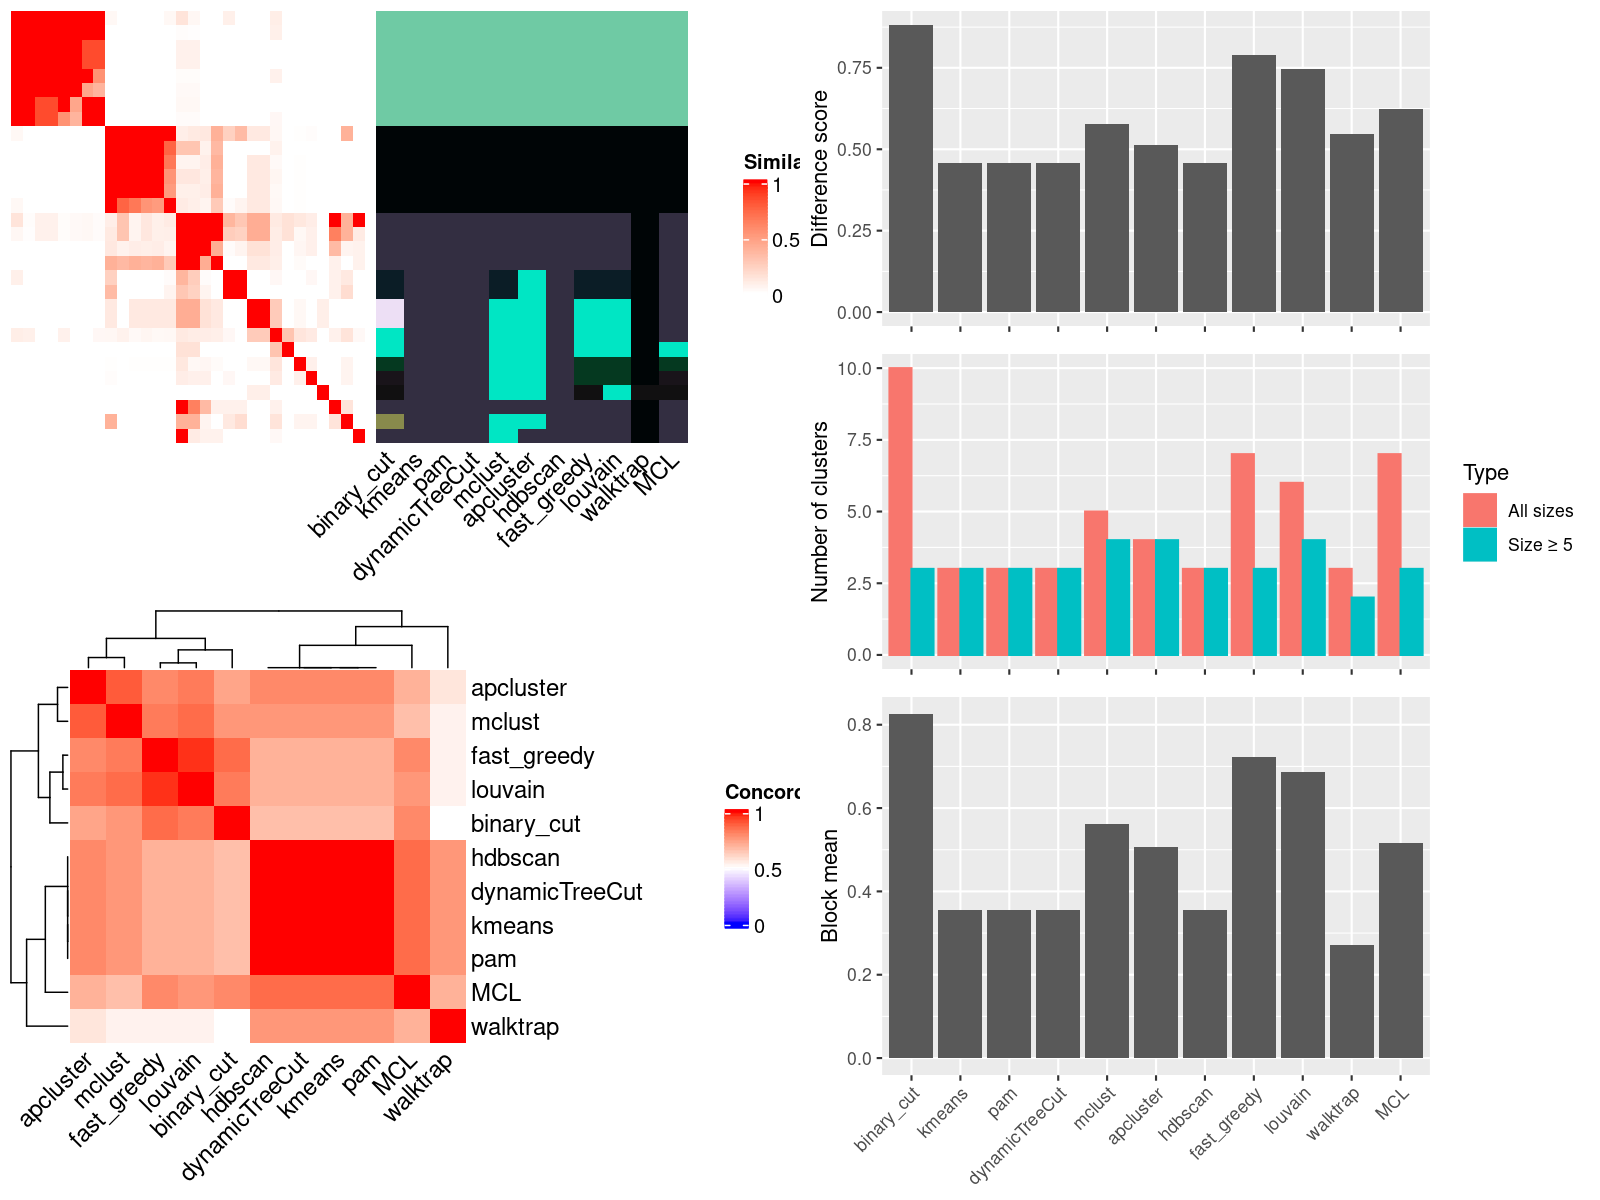 Simila
1
0.5
0
binary_cut
kmeans
pam
dynamicTreeCut
mclust
apcluster
hdbscan
fast_greedy
louvain
walktrap
MCL
Difference score
0.75
0.50
0.25
0.00
Number of clusters
10.0
7.5
5.0
2.5
0.0
Type
All sizes
Size ≥ 5
apcluster
mclust
fast_greedy
louvain
binary_cut
hdbscan
dynamicTreeCut
kmeans
pam
MCL
walktrap
apcluster
mclust
fast_greedy
louvain
binary_cut
hdbscan
dynamicTreeCut
kmeans
pam
MCL
walktrap
Concord
1
0.5
0
Block mean
0.8
0.6
0.4
0.2
0.0
binary_cut
kmeans
pam
dynamicTreeCut
mclust
apcluster
hdbscan
fast_greedy
louvain
walktrap
MCL